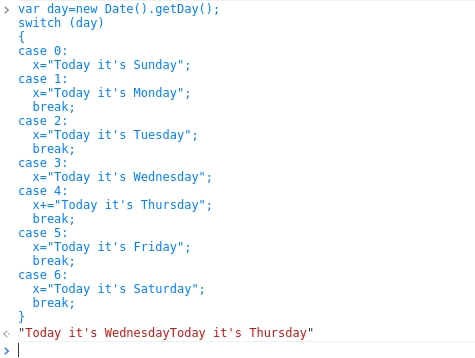 var day=new Date().getDay();
switch (day)
{
case 0:
  x="Today it's Sunday";
case 1:
  x="Today it's Monday";
  break;
case 2:
  x="Today it's Tuesday";
  break;
case 3:
  x="Today it's Wednesday";
case 4:
  x+="Today it's Thursday";
  break;
case 5:
  x="Today it's Friday";
  break;
case 6:
  x="Today it's Saturday";
  break;
}
"Today it's WednesdayToday it's Thursday"